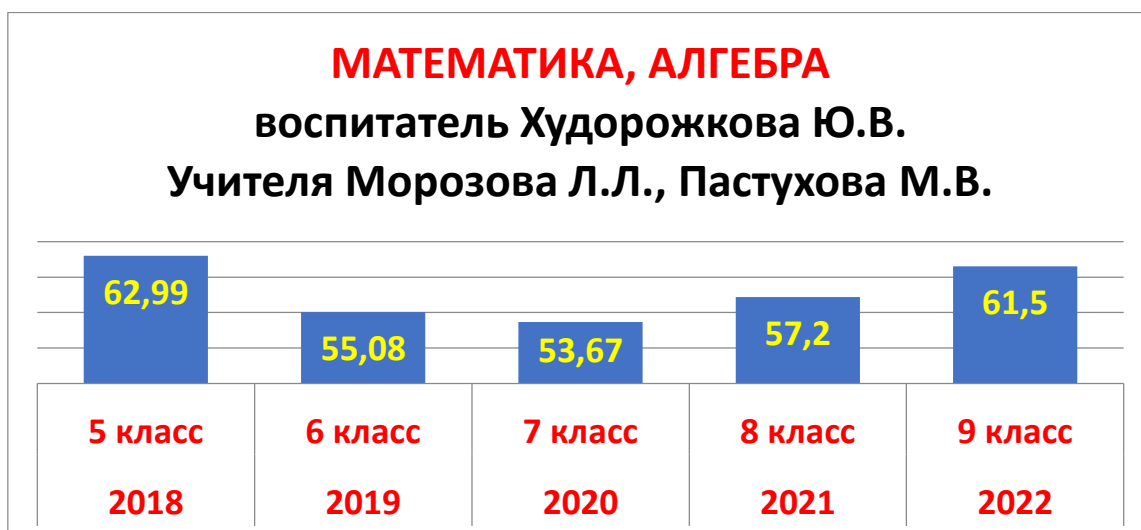 МАТЕМАТИКА, АЛГЕБРА
воспитатель Худорожкова Ю.В.
Учителя Морозова Л.Л., Пастухова М.В.
62,99
55,08
53,67
57,2
61,5
5 класс
6 класс
7 класс
8 класс
9 класс
2018
2019
2020
2021
2022